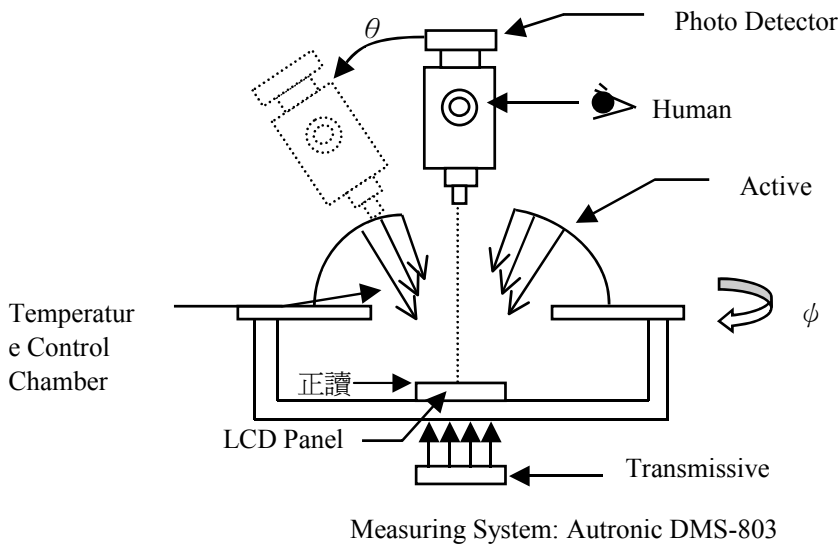 θ
Photo Detector
Human
Active
Temperatur
e Control
Chamber
ϕ
正讀
LCD Panel
Transmissive
Measuring System: Autronic DMS-803